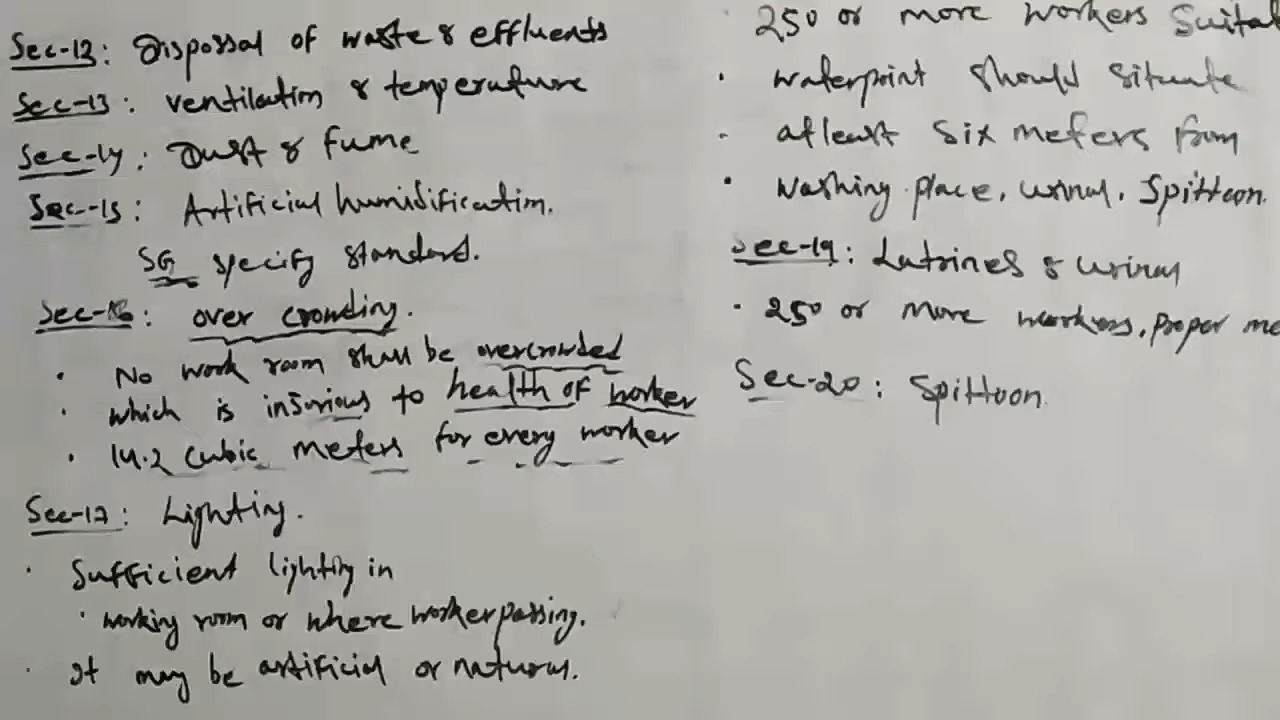 Sec-12: Disposal of waste & effluents
Sec-13: ventilation & temperature
Sec-14: Dust & fume
Sec-15: Artificial humidification.
SG specify standard.
Sec-16: over crowding.
· No work room shall be overcrowded
· which is injurious to health of worker
· 14.2 cubic meters for every worker
Sec-17: Lighting.
· Sufficient lighting in
· working room or where worker passing.
· It may be artificial or natural.
· 250 or more workers Suital
· waterpoint should situate
· atleast six meters from
· washing place, urinal, Spittoon.
Sec-19: Latrines & urinal
· 250 or more workers, proper me
Sec-20: Spittoon